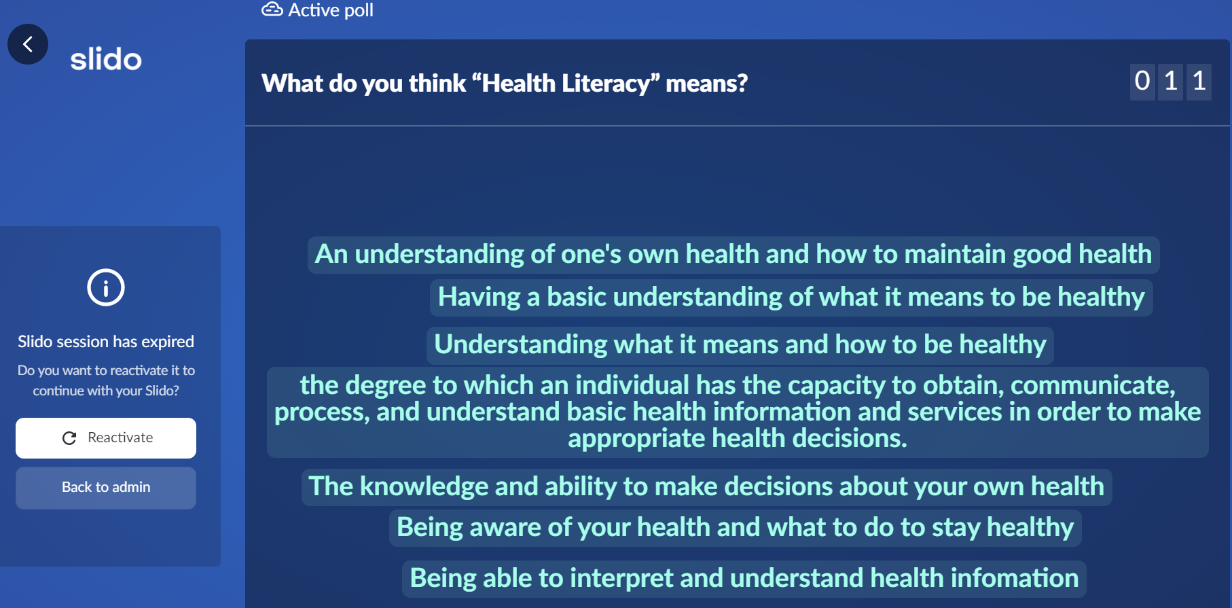 Active poll
slido
What do you think “Health Literacy” means?
011
An understanding of one's own health and how to maintain good health
Having a basic understanding of what it means to be healthy
Understanding what it means and how to be healthy
the degree to which an individual has the capacity to obtain, communicate,
process, and understand basic health information and services in order to make
appropriate health decisions.
The knowledge and ability to make decisions about your own health
Being aware of your health and what to do to stay healthy
Being able to interpret and understand health infomation
Slido session has expired
Do you want to reactivate it to
continue with your Slido?
Reactivate
Back to admin